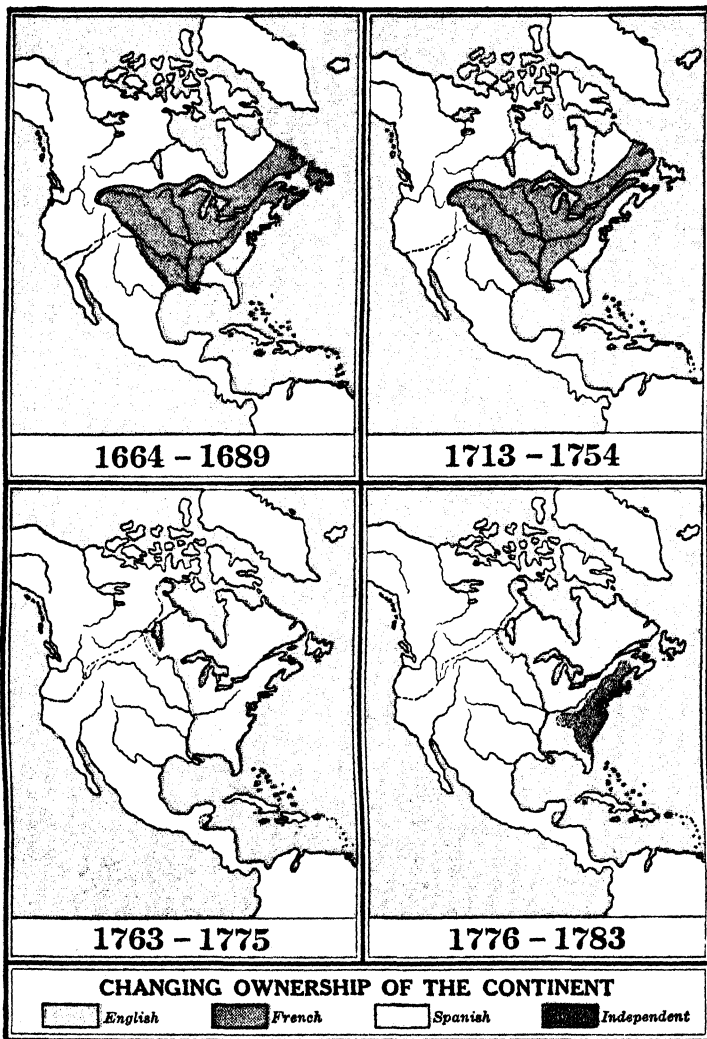 1664 – 1689
1713 – 1754
1763 – 1775
1776 – 1783
CHANGING OWNERSHIP OF THE CONTINENT
English French Spanish Independent